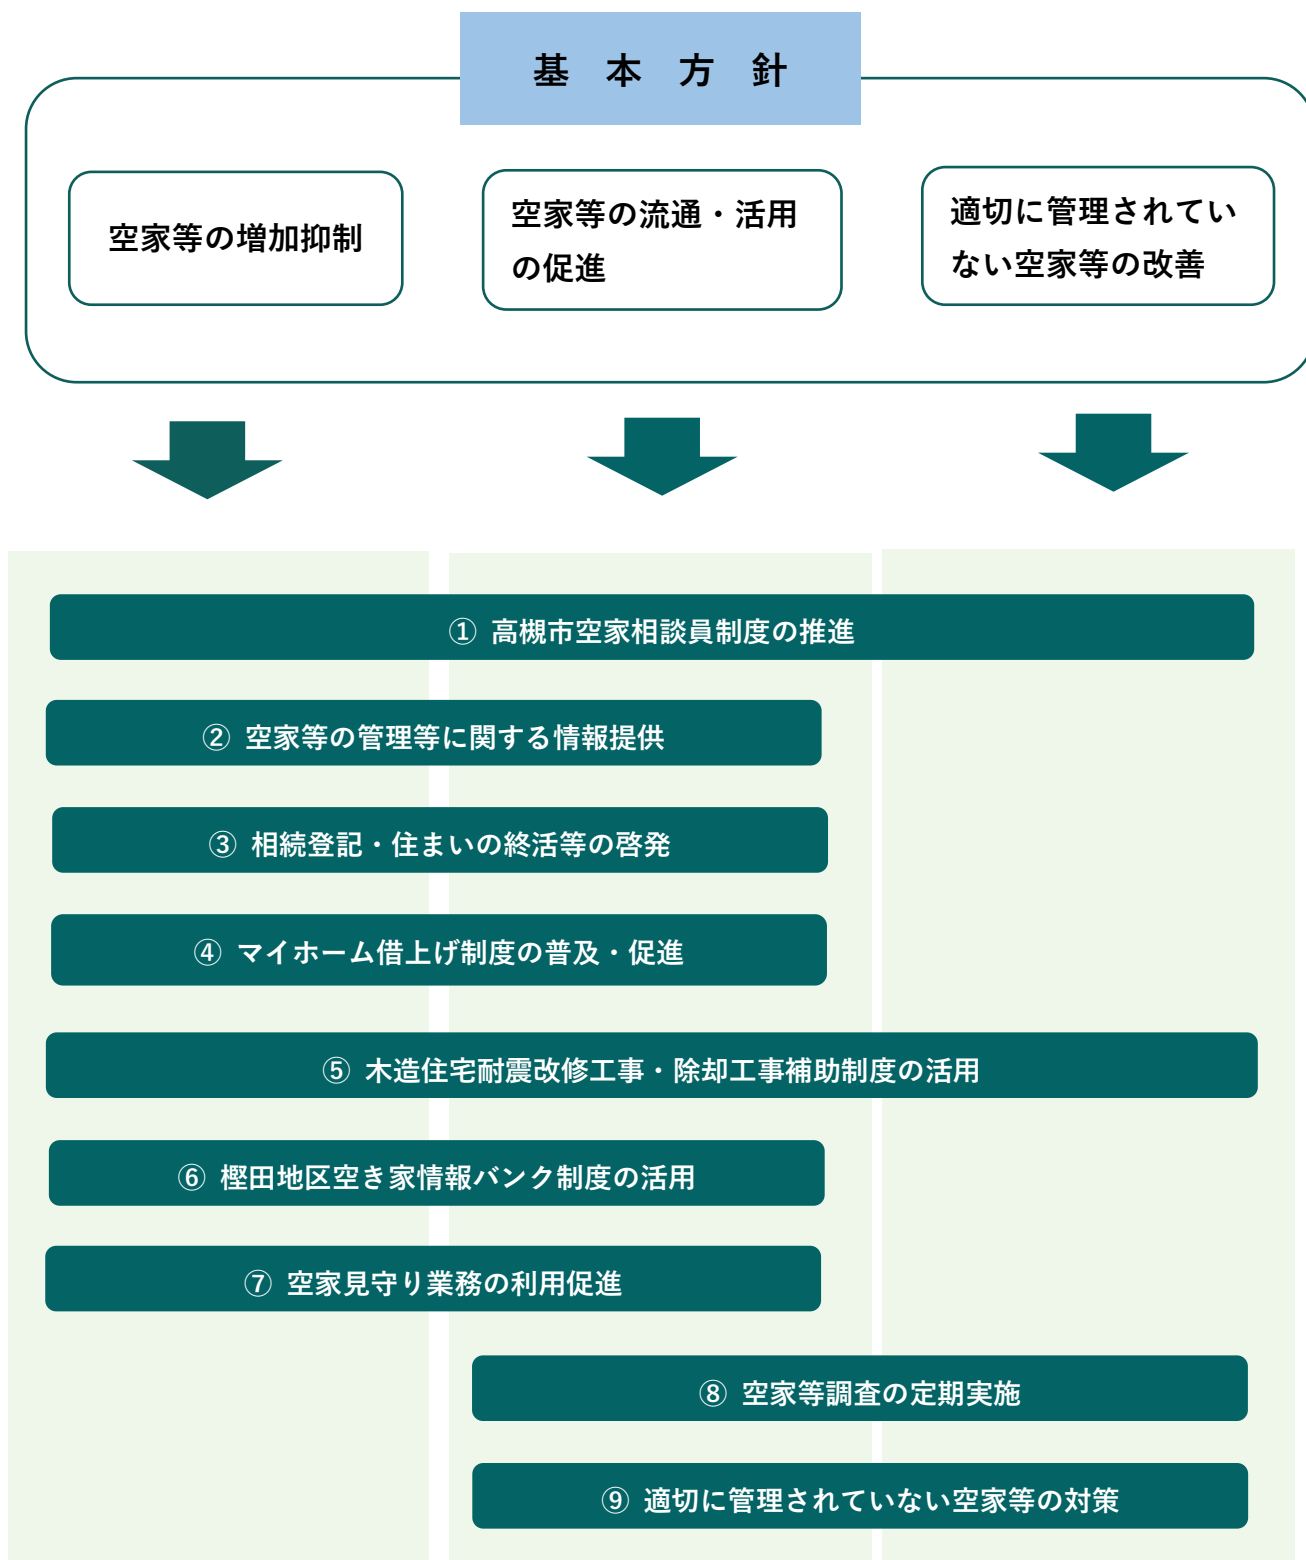 基 本 方 針
空家等の増加抑制
空家等の流通・活用
の促進
適切に管理されてい
ない空家等の改善
① 高槻市空家相談員制度の推進
② 空家等の管理等に関する情報提供
③ 相続登記・住まいの終活等の啓発
④ マイホーム借上げ制度の普及・促進
⑤ 木造住宅耐震改修工事・除却工事補助制度の活用
⑥ 樫田地区空き家情報バンク制度の活用
⑦ 空家見守り業務の利用促進
⑧ 空家等調査の定期実施
⑨ 適切に管理されていない空家等の対策